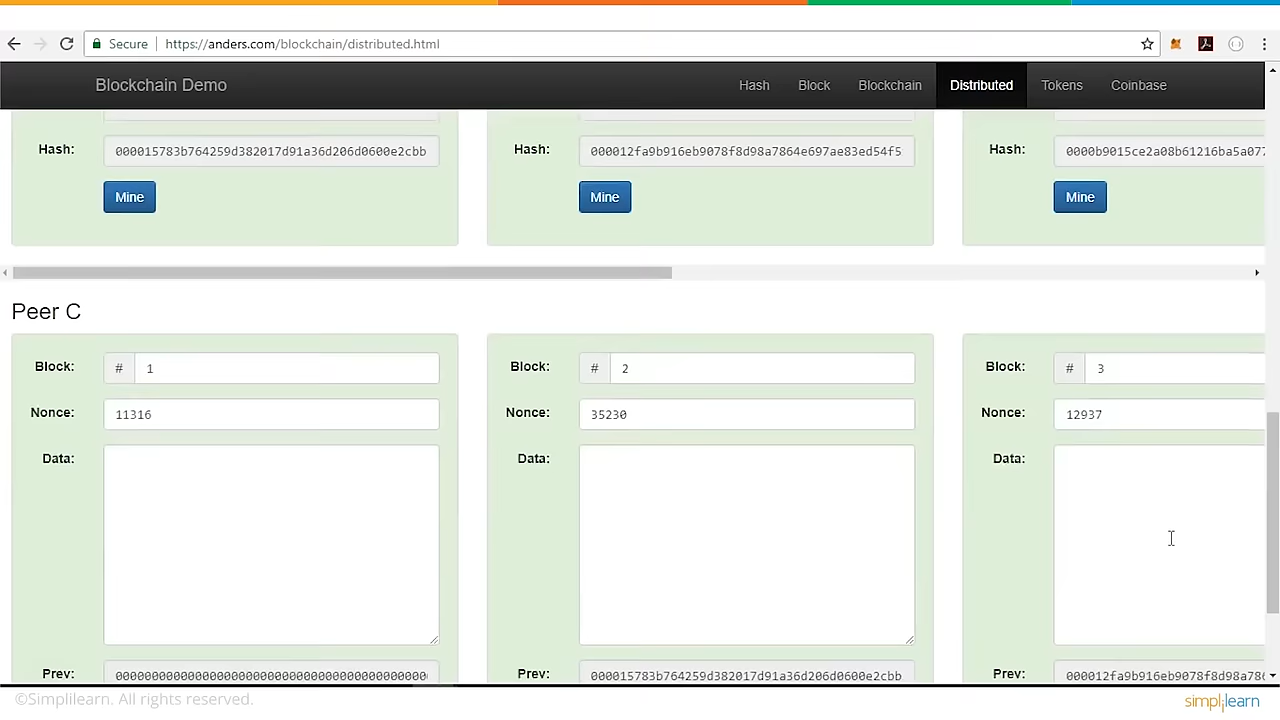 Secure https://anders.com/blockchain/distributed.html
Blockchain Demo Hash Block Blockchain Distributed Tokens Coinbase
Hash: 000015783b764259d382017d91a36d206d0600e2cbb Hash: 000012fa9b916eb9078f8d98a7864e697ae83ed54f5 Hash: 0000b9015ce2a08b61216ba5a077
Mine Mine Mine
Peer C
Block: # 1 Block: # 2 Block: # 3
Nonce: 11316 Nonce: 35230 Nonce: 12937
Data: Data: Data:
Prev: 0000000000000000000000000000000000000000000 Prev: 000015783b764259d382017d91a36d206d0600e2cbb Prev: 000012fa9b916eb9078f8d98a786
©Simplilearn. All rights reserved. simplilearn